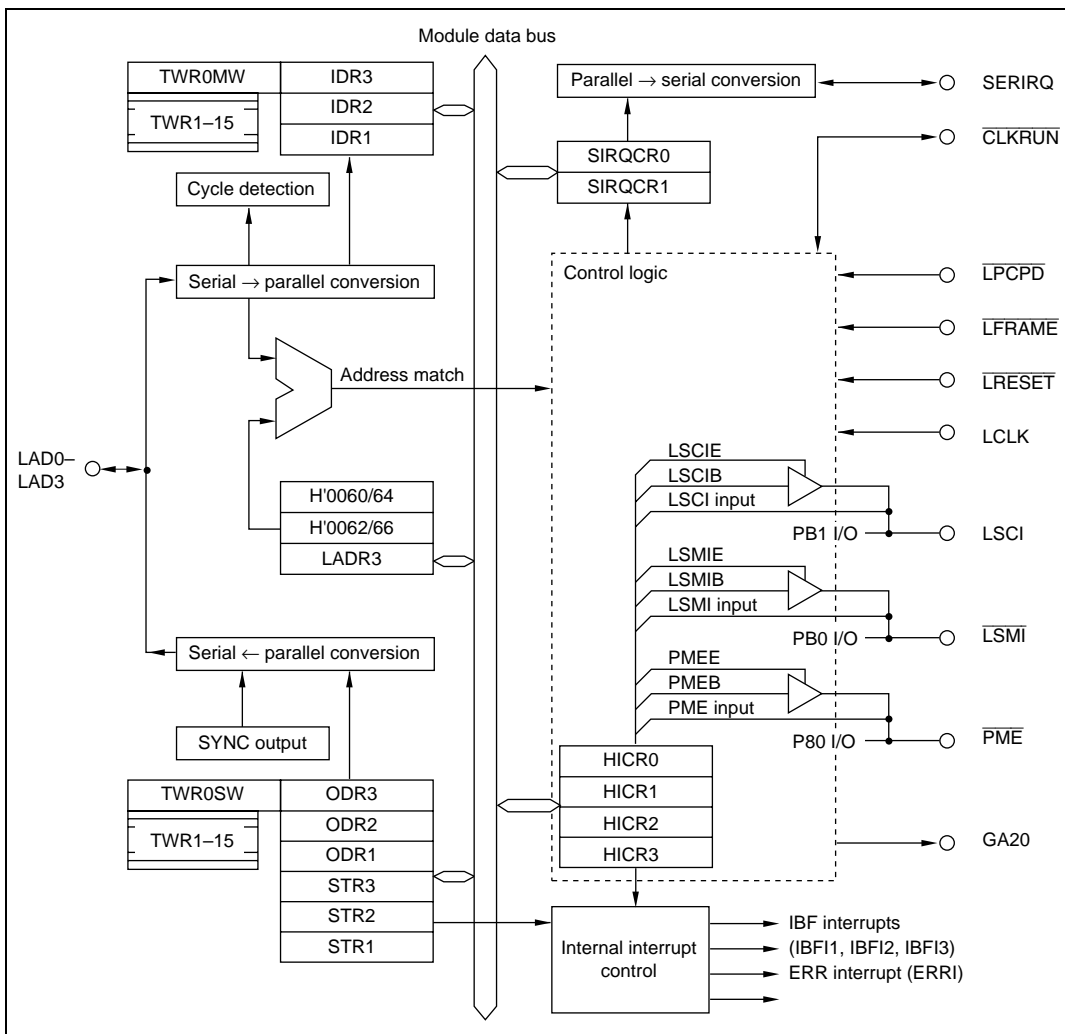 Module data bus
TWR0MW
IDR3
IDR2
IDR1
TWR1–15
Parallel → serial conversion
SERIRQ
CLKRUN
SIRQCR0
SIRQCR1
Cycle detection
Serial → parallel conversion
Control logic
LPCPD
LFRAME
LRESET
LCLK
Address match
LAD0–
LAD3
H'0060/64
H'0062/66
LADR3
LSCIE
LSCIB
LSCI input
PB1 I/O
LSCI
LSMIE
LSMIB
LSMI input
PB0 I/O
LSMI
PMEE
PMEB
PME input
P80 I/O
PME
Serial ← parallel conversion
SYNC output
HICR0
HICR1
HICR2
HICR3
TWR0SW
ODR3
ODR2
ODR1
STR3
STR2
STR1
TWR1–15
GA20
Internal interrupt
control
IBF interrupts
(IBFI1, IBFI2, IBFI3)
ERR interrupt (ERRI)